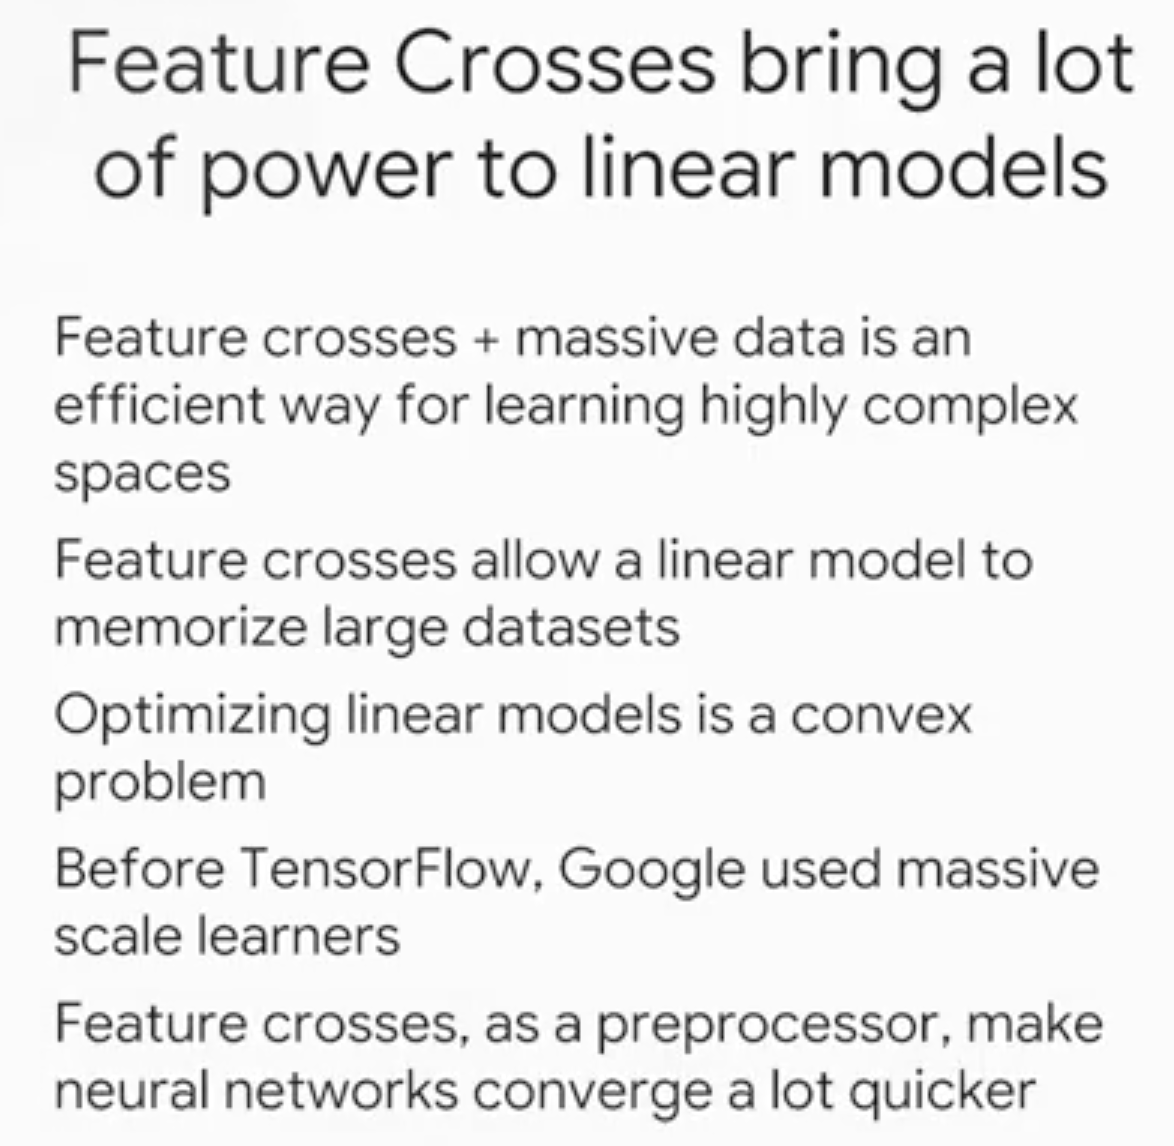 Feature Crosses bring a lot
of power to linear models
Feature crosses + massive data is an
efficient way for learning highly complex
spaces
Feature crosses allow a linear model to
memorize large datasets
Optimizing linear models is a convex
problem
Before TensorFlow, Google used massive
scale learners
Feature crosses, as a preprocessor, make
neural networks converge a lot quicker